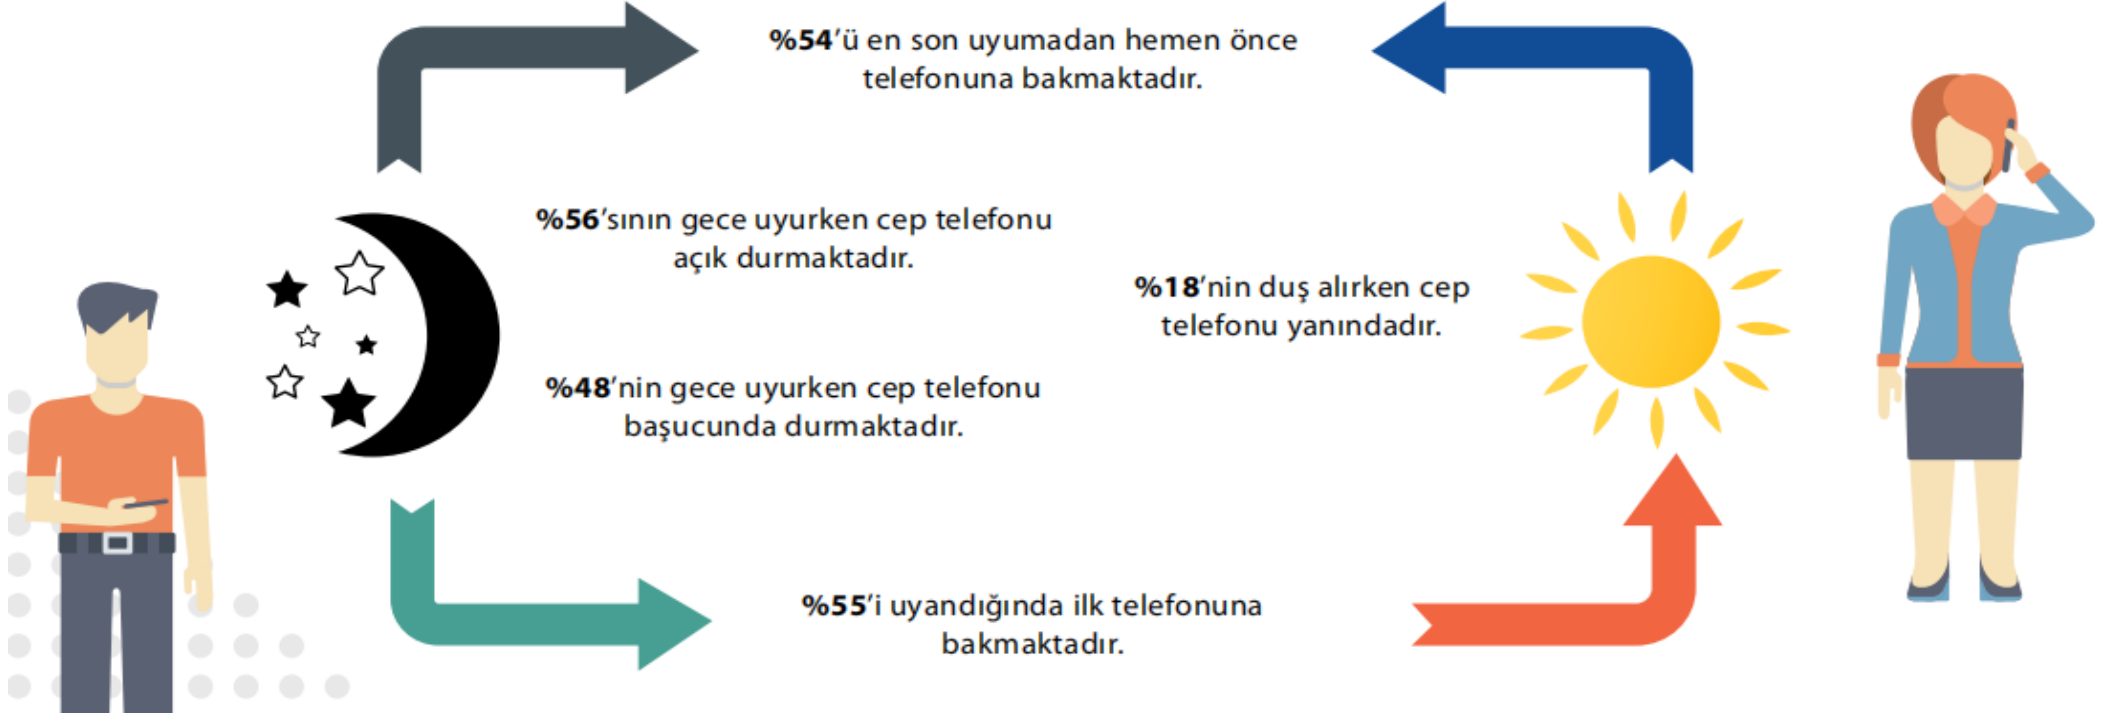 %54'ü en son uyumadan hemen önce
telefonuna bakmaktadır.
%56'sının gece uyurken cep telefonu
açık durmaktadır.
%18'nin duş alırken cep
telefonu yanındadır.
%48'nin gece uyurken cep telefonu
başucunda durmaktadır.
%55'i uyandığında ilk telefonuna
bakmaktadır.